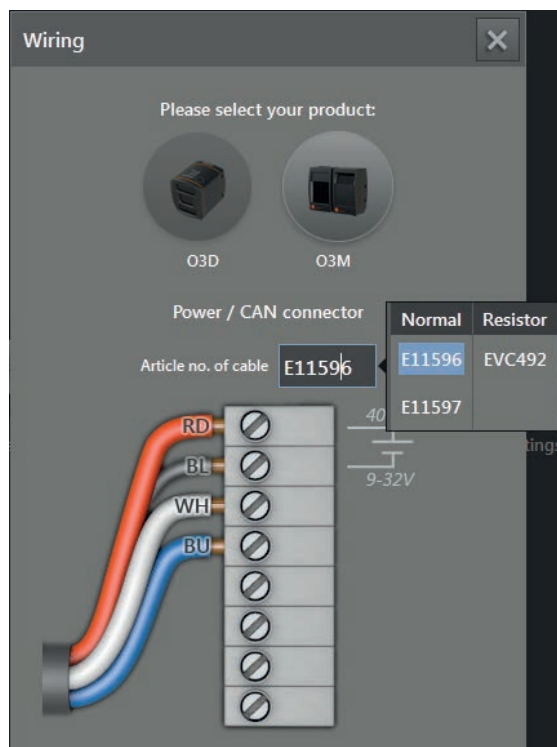 Wiring
Please select your product:
O3D O3M
Power / CAN connector
Normal Resistor
Article no. of cable E11596
E11596 EVC492
E11597
RD
40
BL
9-32V
WH
BU
tings